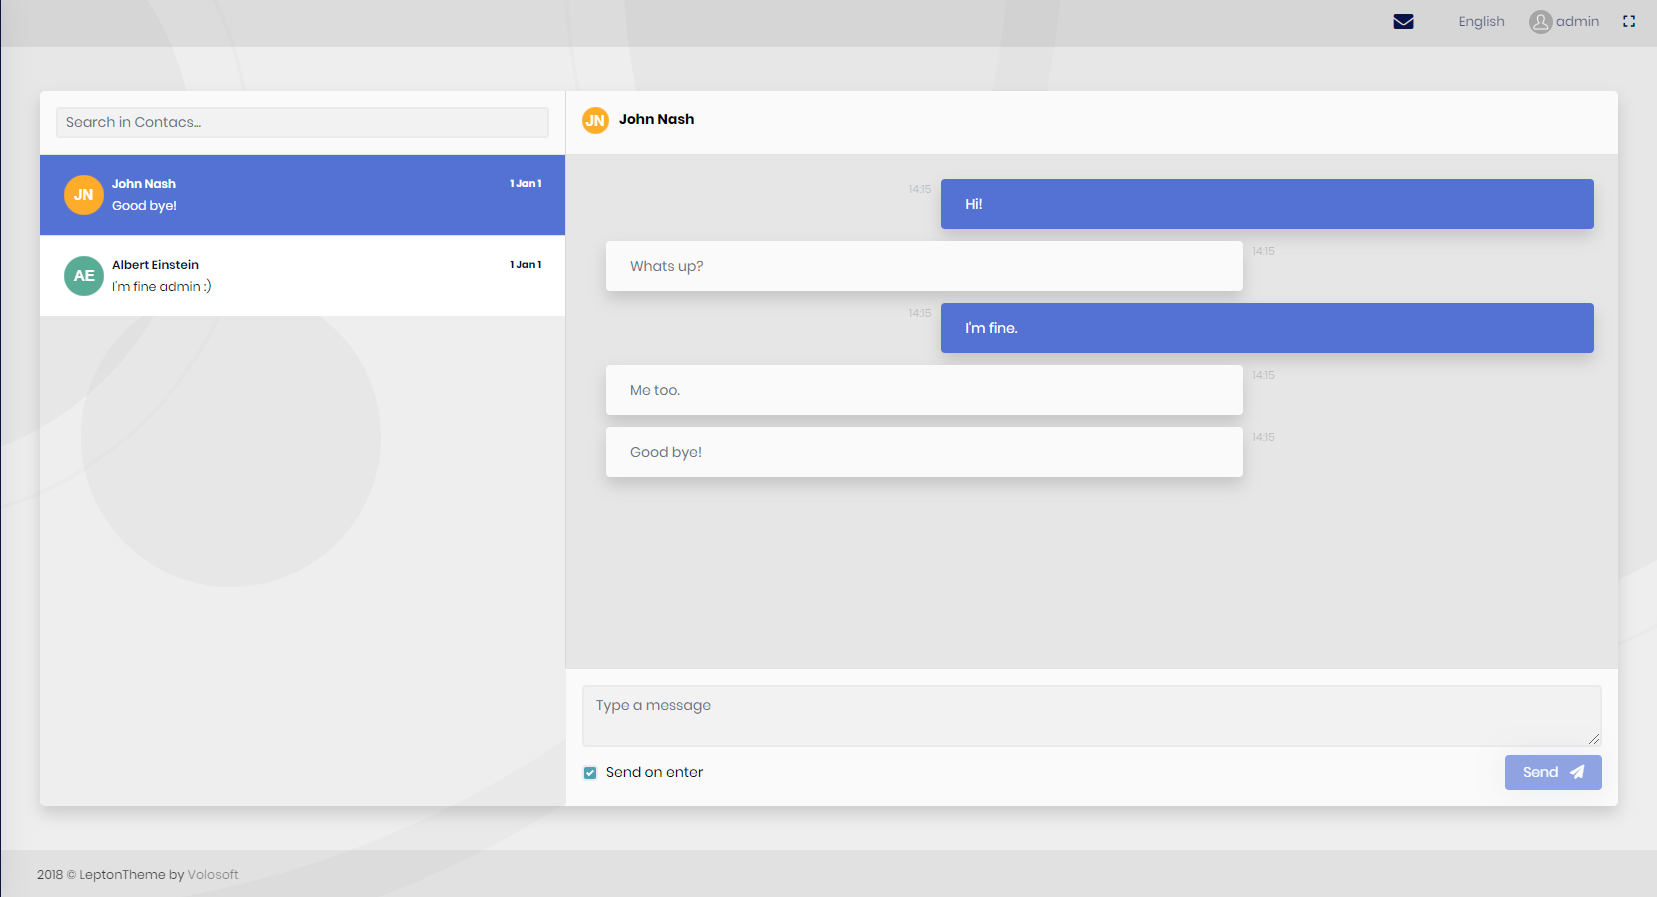 English
admin
Search in Contacs...
JN
John Nash
1 Jan 1
Good bye!
AE
Albert Einstein
1 Jan 1
I'm fine admin :)
JN
John Nash
14:15
Hi!
Whats up?
14:15
14:15
I'm fine.
Me too.
14:15
Good bye!
14:15
Type a message
Send on enter
Send
2018 © LeptonTheme by Volosoft